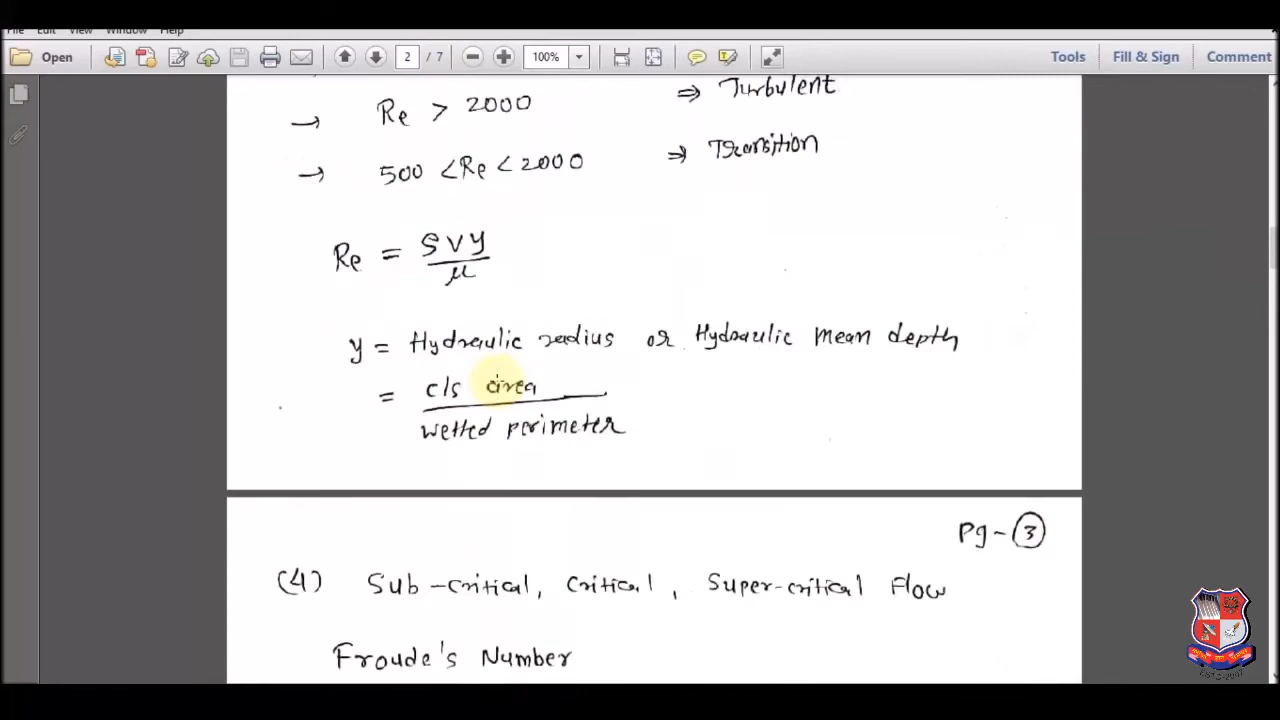 File Edit View Window Help
Open 2 / 7 100% Tools Fill & Sign Comment
→ Re > 2000 ⇒ Turbulent
→ 500 < Re < 2000 ⇒ Transition
Re = ρVy / μ
y = Hydraulic radius or Hydraulic mean depth
= c/s area
wetted perimeter
Pg-3
(4) Sub-critical, Critical, Super-critical Flow
Froude's Number